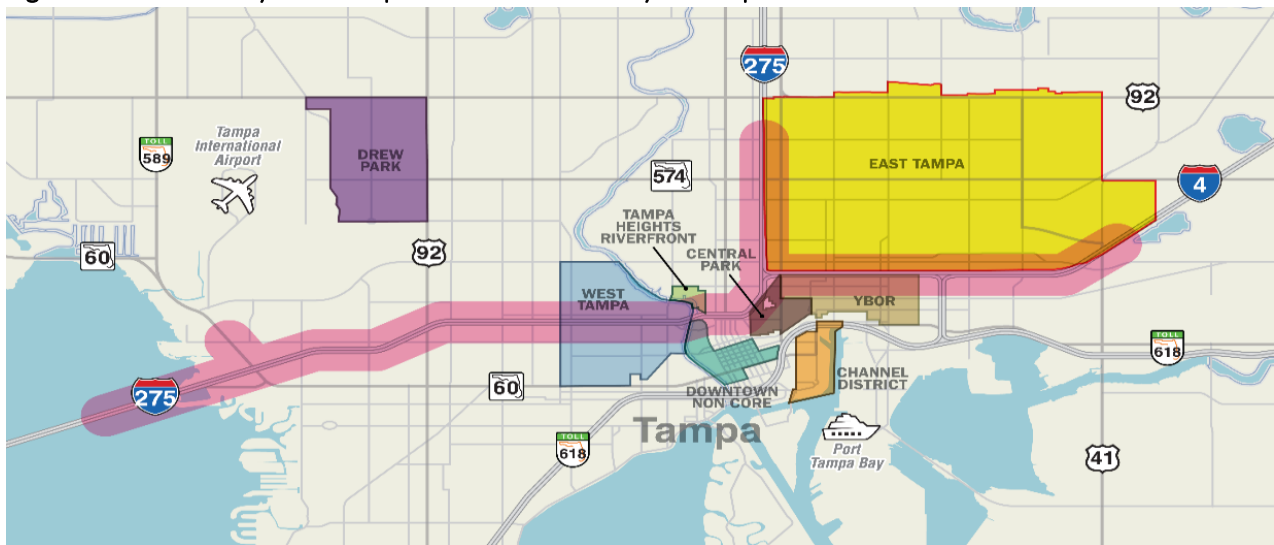 275
92
Tampa
International
Airport
TOLL
589
DREW
PARK
574
EAST TAMPA
4
TAMPA
HEIGHTS
RIVERFRONT
CENTRAL
PARK
60
92
WEST
TAMPA
YBOR
TOLL
618
275
60
DOWNTOWN
NON CORE
CHANNEL
DISTRICT
Tampa
TOLL
618
Port
Tampa Bay
41